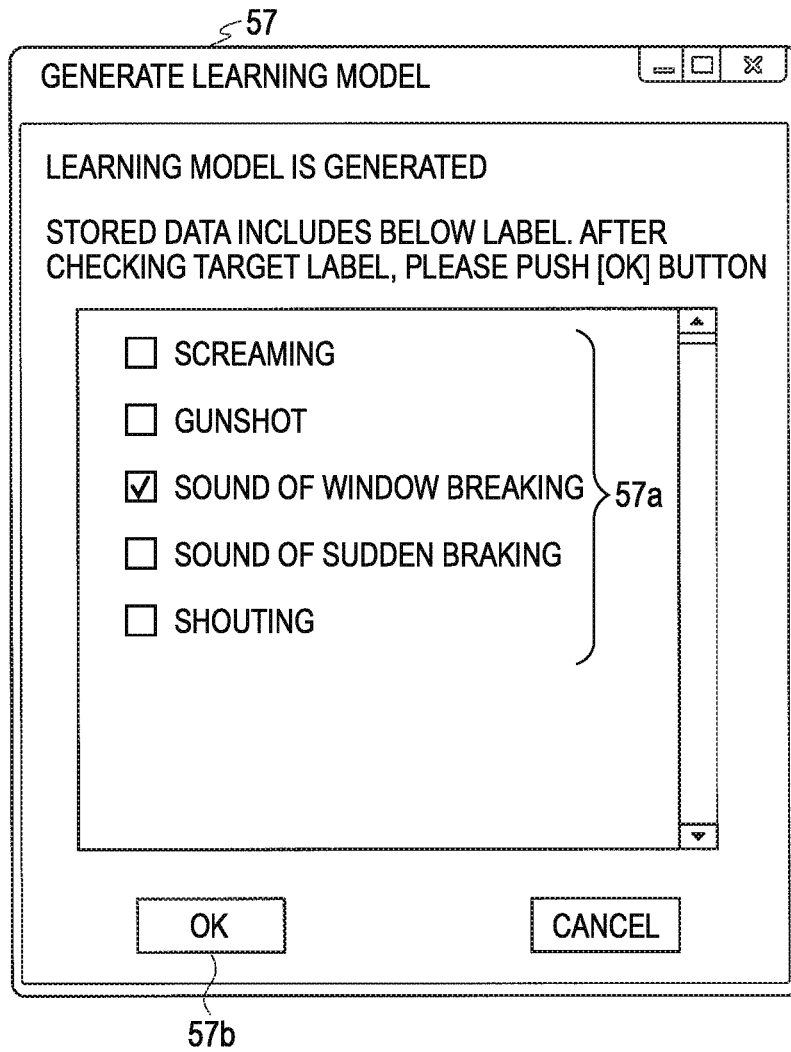 57
GENERATE LEARNING MODEL
LEARNING MODEL IS GENERATED
STORED DATA INCLUDES BELOW LABEL. AFTER
CHECKING TARGET LABEL, PLEASE PUSH [OK] BUTTON
SCREAMING
GUNSHOT
SOUND OF WINDOW BREAKING
57a
SOUND OF SUDDEN BRAKING
SHOUTING
OK
CANCEL
57b